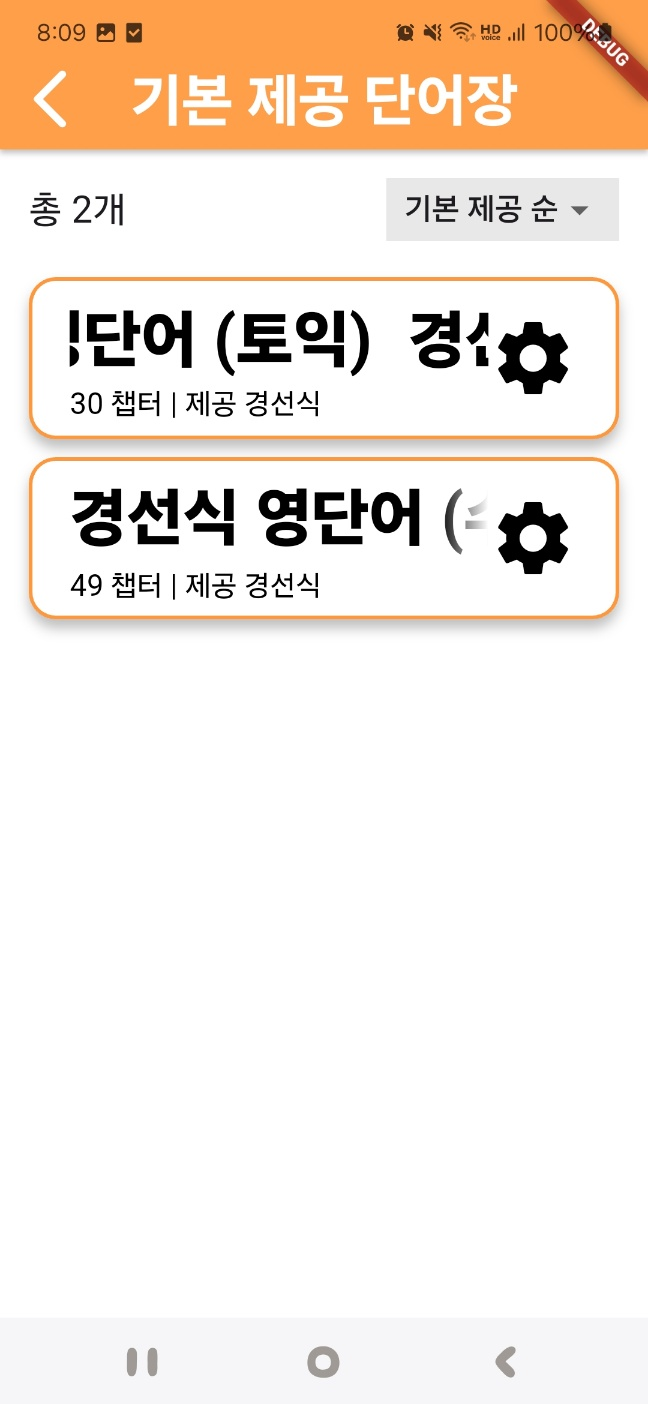 8:09
HD voice
100%
DEBUG
기본 제공 단어장
총 2개
기본 제공 순
단어 (토익) 경
30 챕터 | 제공 경선식
경선식 영단어 (
49 챕터 | 제공 경선식